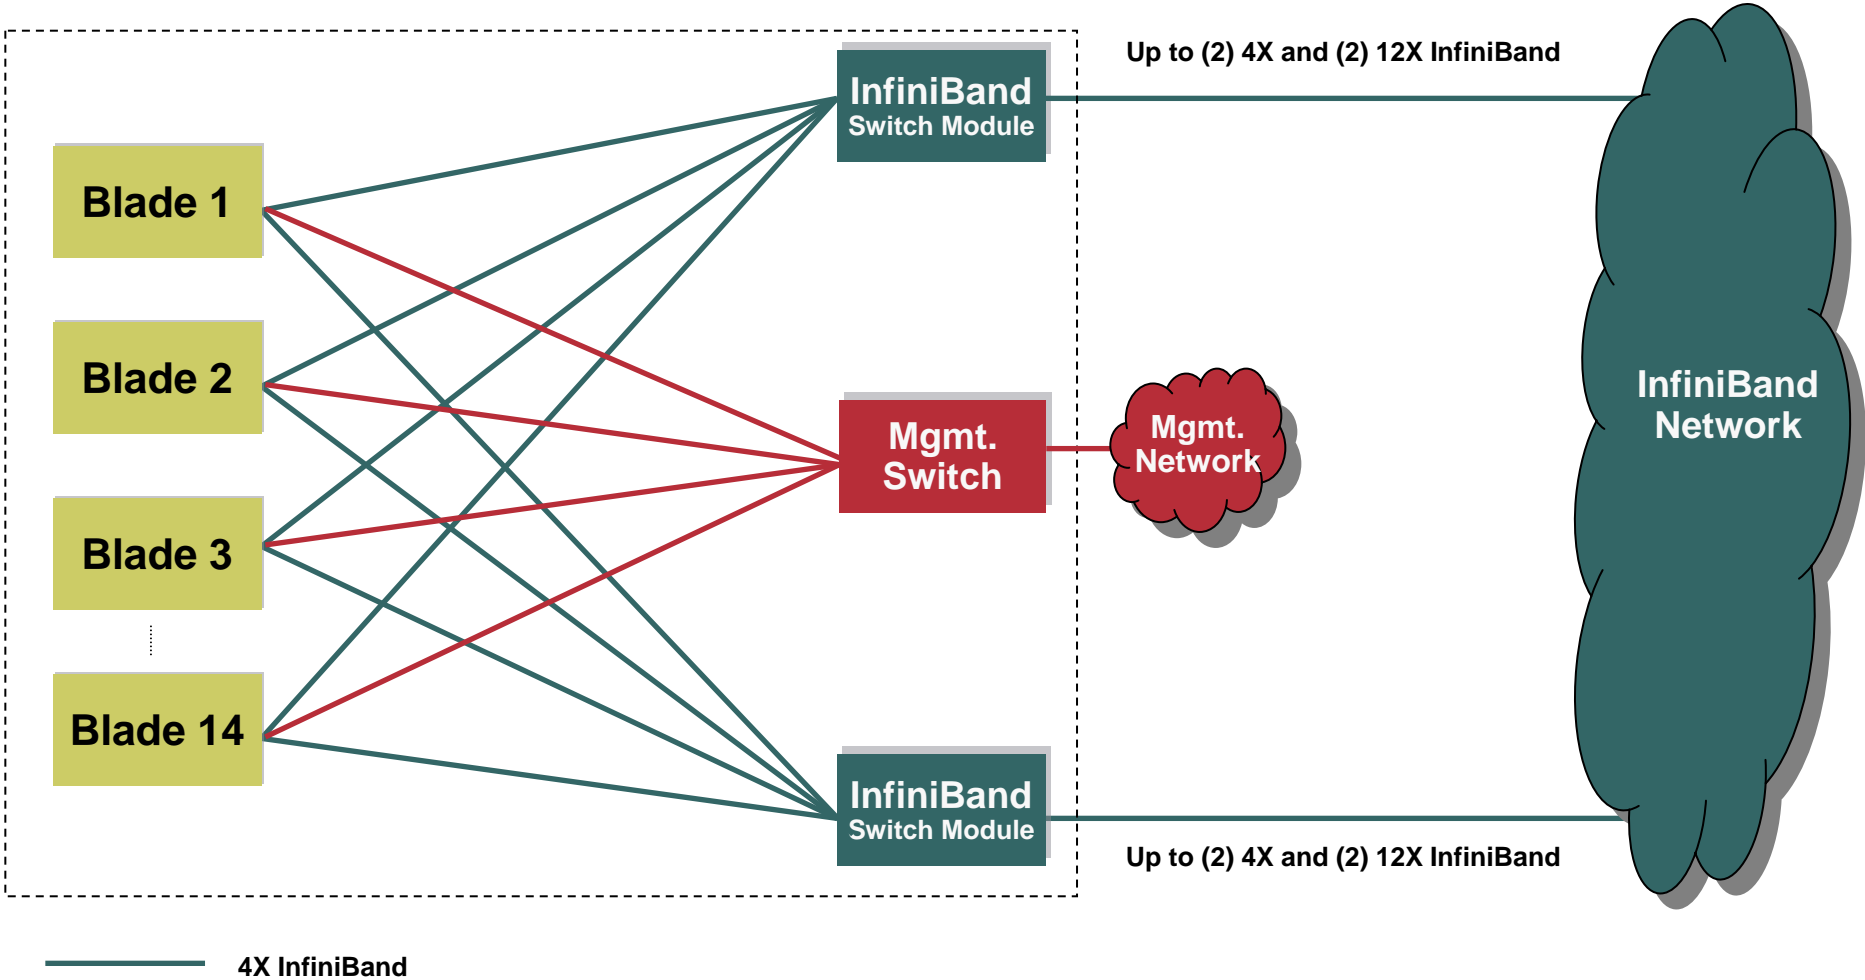 Up to (2) 4X and (2) 12X InfiniBand
InfiniBand
Switch Module
Blade 1
Blade 2
InfiniBand
Network
Mgmt.
Switch
Mgmt.
Network
Blade 3
Blade 14
InfiniBand
Switch Module
Up to (2) 4X and (2) 12X InfiniBand
4X InfiniBand